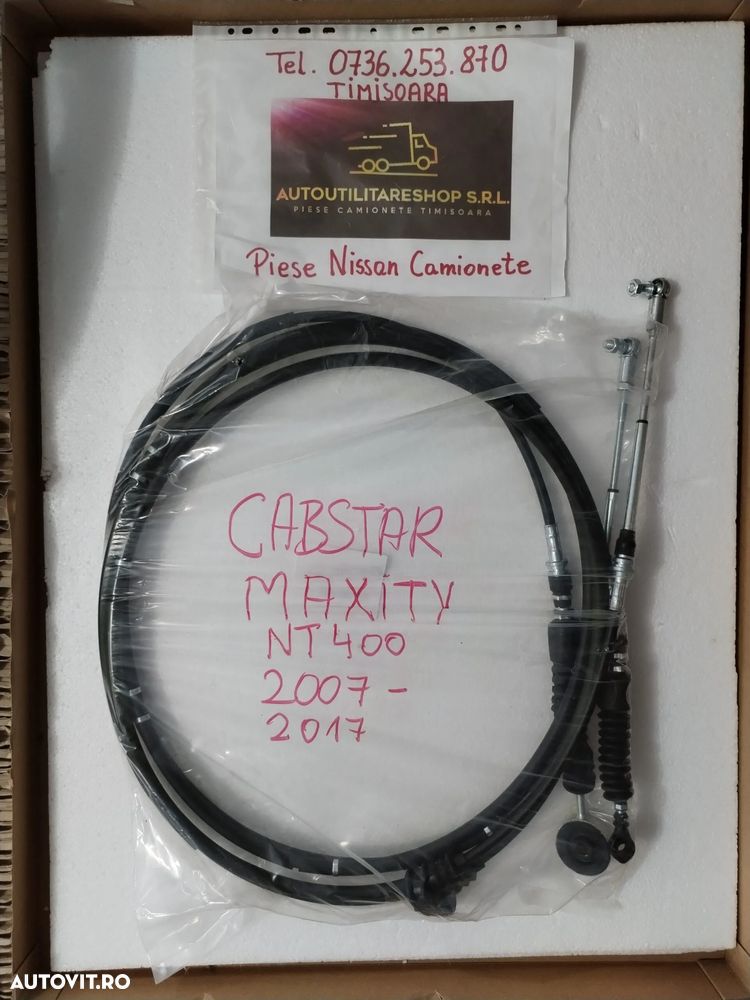 Tel. 0736.253.870
TIMISOARA
AUTOUTILITARESHOP S.R.L.
PIESE CAMIONETE TIMISOARA
Piese Nissan Camionete
CABSTAR
MAXITY
NT400
2007-
2017
AUTOVIT.RO